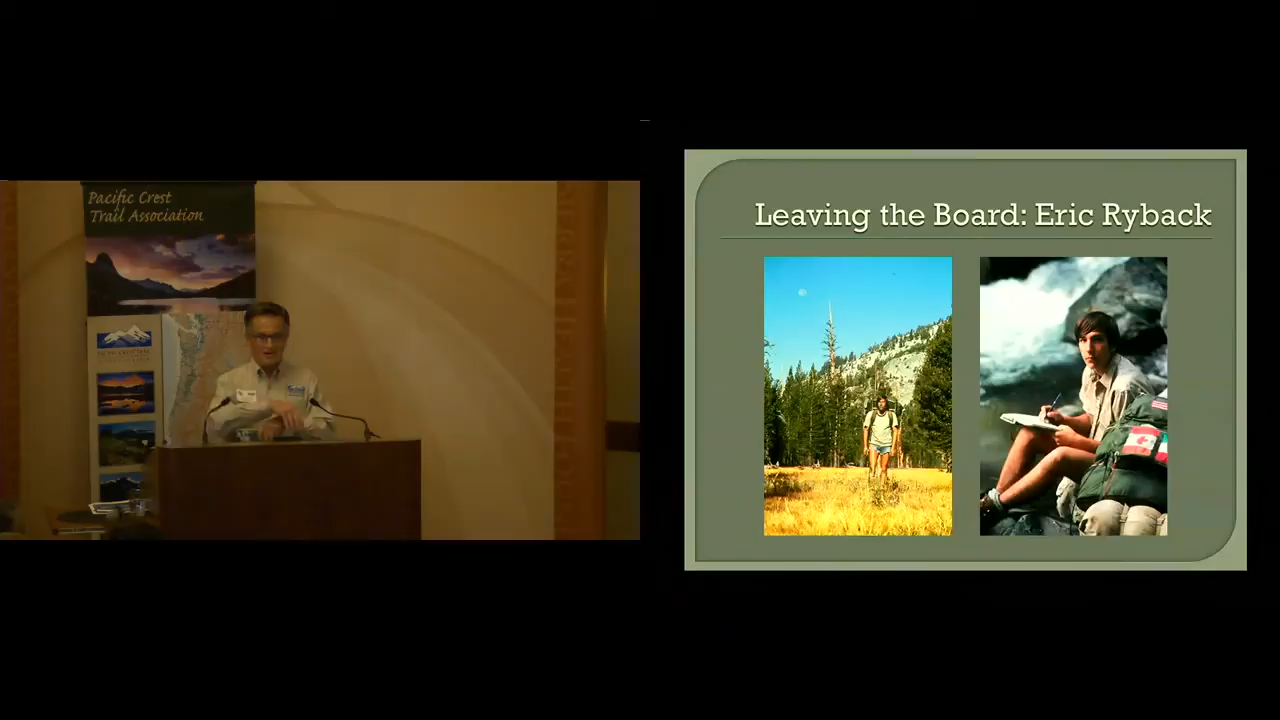 Pacific Crest
Trail Association
Leaving the Board: Eric Ryback